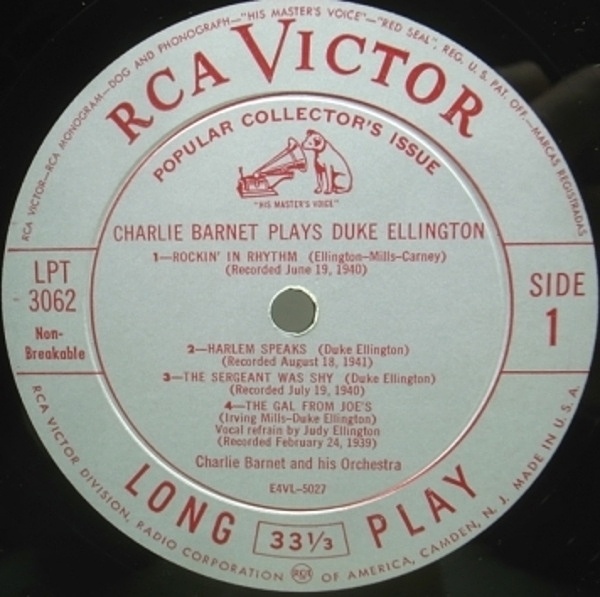 RCA VICTOR—RCA MONOGRAM—DOG AND PHONOGRAPH—"HIS MASTER'S VOICE"—"RED SEAL", REG. U.S. PAT. OFF.—MARCAS REGISTRADAS
RCA VICTOR
POPULAR COLLECTOR'S ISSUE
"HIS MASTER'S VOICE"
CHARLIE BARNET PLAYS DUKE ELLINGTON
1—ROCKIN' IN RHYTHM (Ellington–Mills–Carney)
(Recorded June 19, 1940)
LPT
3062
Non-
Breakable
SIDE
1
2—HARLEM SPEAKS (Duke Ellington)
(Recorded August 18, 1941)
3—THE SERGEANT WAS SHY (Duke Ellington)
(Recorded July 19, 1940)
4—THE GAL FROM JOE'S
(Irving Mills–Duke Ellington)
Vocal refrain by Judy Ellington
(Recorded February 24, 1939)
Charlie Barnet and his Orchestra
E4VL-5027
LONG 33 1/3 PLAY
RCA VICTOR DIVISION, RADIO CORPORATION RCA OF AMERICA, CAMDEN, N. J. MADE IN U.S.A.